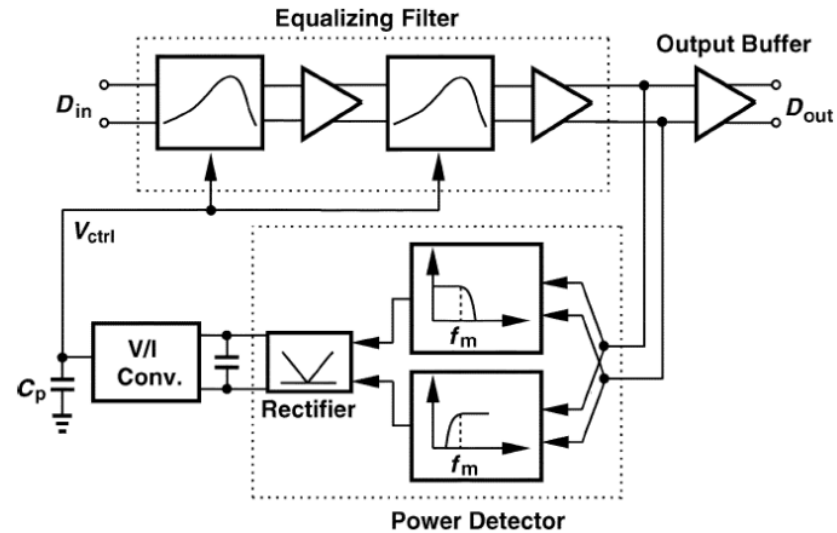 Equalizing Filter
Output Buffer
Din
Dout
Vctrl
fm
V/I
Conv.
Rectifier
Cp
fm
Power Detector